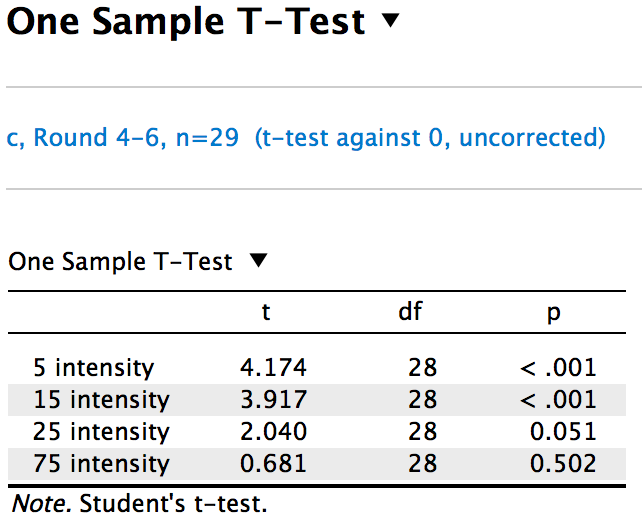 One Sample T-Test ▼
c, Round 4-6, n=29 (t-test against 0, uncorrected)
One Sample T-Test ▼
t df p
5 intensity 4.174 28 < .001
15 intensity 3.917 28 < .001
25 intensity 2.040 28 0.051
75 intensity 0.681 28 0.502
Note. Student's t-test.